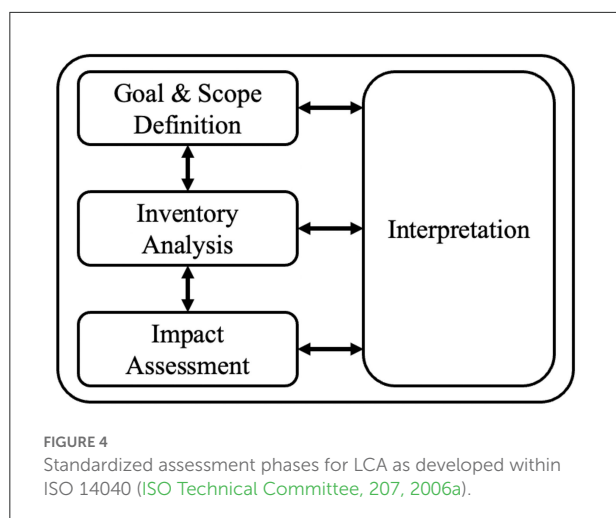 Goal & Scope
Definition
Inventory
Analysis
Impact
Assessment
Interpretation
FIGURE 4
Standardized assessment phases for LCA as developed within
ISO 14040 (ISO Technical Committee, 207, 2006a).